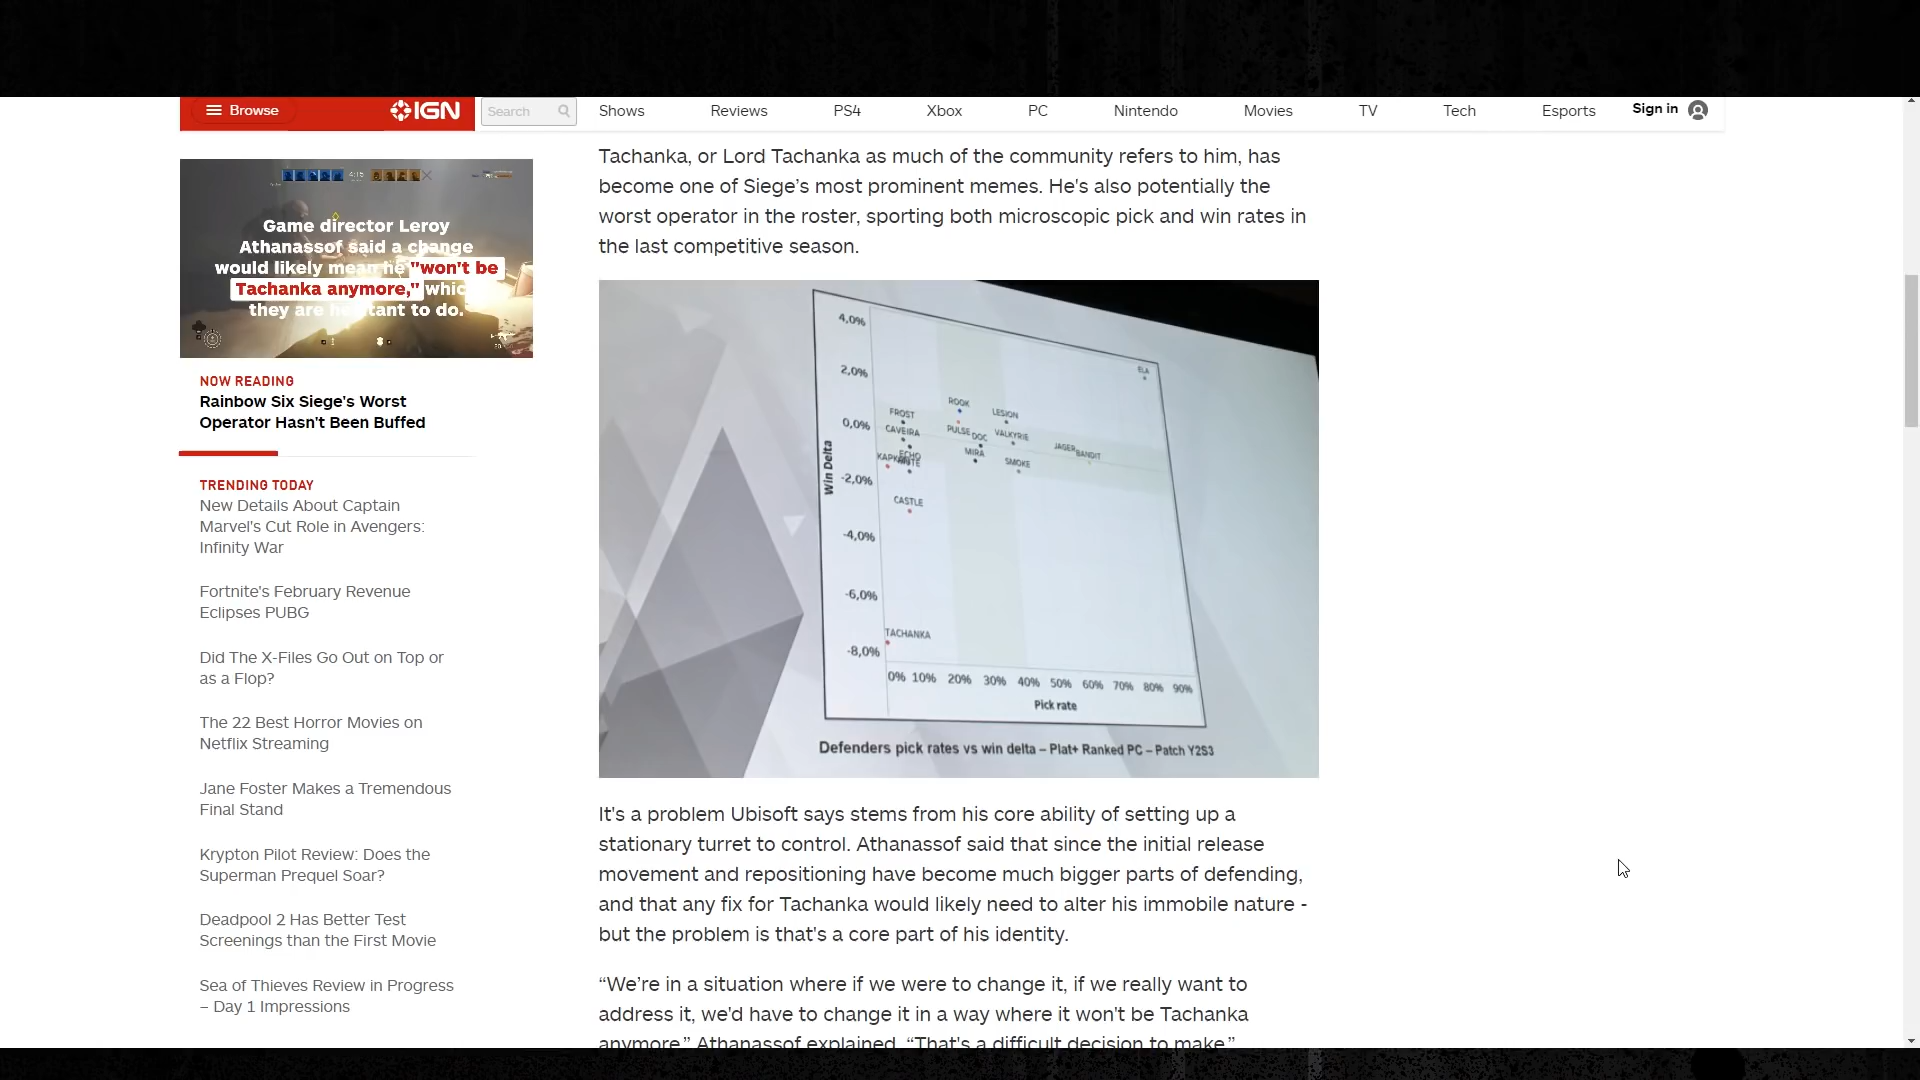 Browse
IGN
Search
Shows
Reviews
PS4
Xbox
PC
Nintendo
Movies
TV
Tech
Esports
Sign in
4:15
Game director Leroy
Athanassof said a change
would likely mean he "won't be
Tachanka anymore," which
they are hesitant to do.
NOW READING
Rainbow Six Siege's Worst
Operator Hasn't Been Buffed
TRENDING TODAY
New Details About Captain
Marvel's Cut Role in Avengers:
Infinity War
Fortnite's February Revenue
Eclipses PUBG
Did The X-Files Go Out on Top or
as a Flop?
The 22 Best Horror Movies on
Netflix Streaming
Jane Foster Makes a Tremendous
Final Stand
Krypton Pilot Review: Does the
Superman Prequel Soar?
Deadpool 2 Has Better Test
Screenings than the First Movie
Sea of Thieves Review in Progress
– Day 1 Impressions
Tachanka, or Lord Tachanka as much of the community refers to him, has
become one of Siege's most prominent memes. He's also potentially the
worst operator in the roster, sporting both microscopic pick and win rates in
the last competitive season.
4,0%
2,0%
0,0%
-2,0%
-4,0%
-6,0%
-8,0%
Win Delta
ELA
ROOK
LESION
FROST
CAVEIRA
PULSE
DOC
VALKYRIE
JAGER
BANDIT
ECHO
MIRA
SMOKE
CASTLE
TACHANKA
0% 10% 20% 30% 40% 50% 60% 70% 80% 90%
Pick rate
Defenders pick rates vs win delta – Plat+ Ranked PC – Patch Y2S3
It's a problem Ubisoft says stems from his core ability of setting up a
stationary turret to control. Athanassof said that since the initial release
movement and repositioning have become much bigger parts of defending,
and that any fix for Tachanka would likely need to alter his immobile nature -
but the problem is that's a core part of his identity.
“We're in a situation where if we were to change it, if we really want to
address it, we'd have to change it in a way where it won't be Tachanka
anymore,” Athanassof explained. “That's a difficult decision to make.”